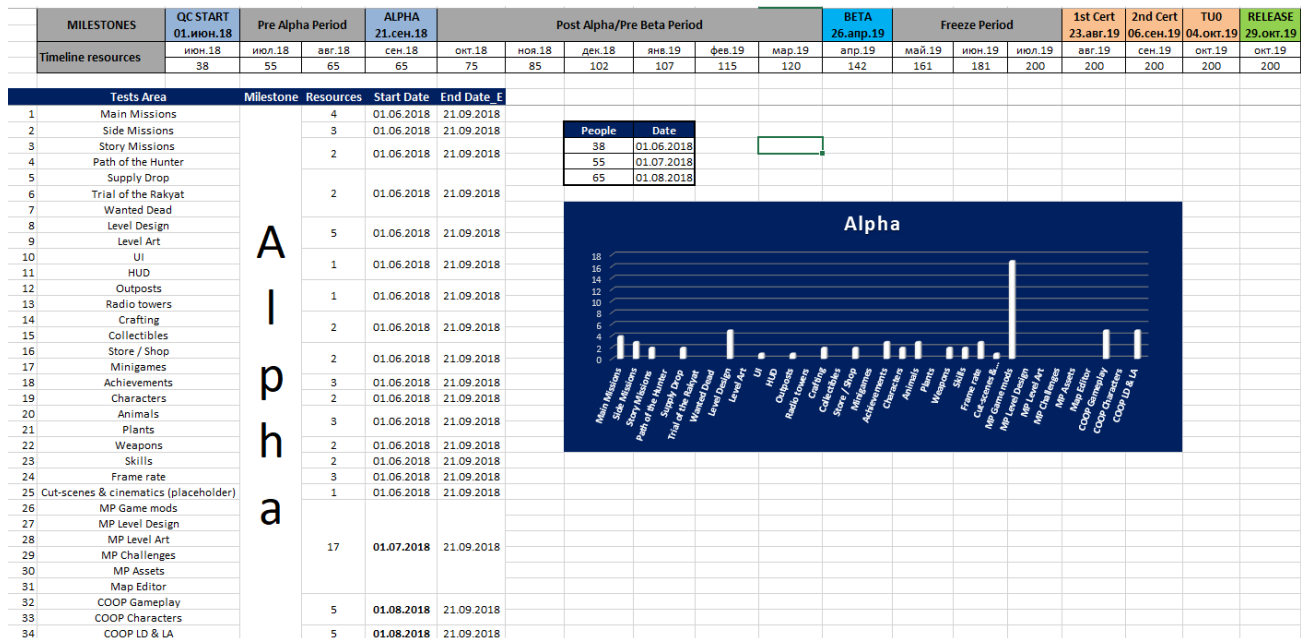 MILESTONES QC START 01.июн.18 Pre Alpha Period ALPHA 21.сен.18 Post Alpha/Pre Beta Period BETA 26.апр.19 Freeze Period 1st Cert 23.авг.19 2nd Cert 06.сен.19 TU0 04.окт.19 RELEASE 29.окт.19
Timeline resources июн.18 июл.18 авг.18 сен.18 окт.18 ноя.18 дек.18 янв.19 фев.19 мар.19 апр.19 май.19 июн.19 июл.19 авг.19 сен.19 окт.19 окт.19
38 55 65 65 75 85 102 107 115 120 142 161 181 200 200 200 200 200
Tests Area Milestone Resources Start Date End Date_E
1 Main Missions 4 01.06.2018 21.09.2018
2 Side Missions 3 01.06.2018 21.09.2018
3 Story Missions 2 01.06.2018 21.09.2018
4 Path of the Hunter
5 Supply Drop 2 01.06.2018 21.09.2018
6 Trial of the Rakyat
7 Wanted Dead
8 Level Design 5 01.06.2018 21.09.2018
9 Level Art
10 UI 1 01.06.2018 21.09.2018
11 HUD
12 Outposts 1 01.06.2018 21.09.2018
13 Radio towers
14 Crafting 2 01.06.2018 21.09.2018
15 Collectibles
16 Store / Shop 2 01.06.2018 21.09.2018
17 Minigames
18 Achievements 3 01.06.2018 21.09.2018
19 Characters 2 01.06.2018 21.09.2018
20 Animals 3 01.06.2018 21.09.2018
21 Plants
22 Weapons 2 01.06.2018 21.09.2018
23 Skills 2 01.06.2018 21.09.2018
24 Frame rate 3 01.06.2018 21.09.2018
25 Cut-scenes & cinematics (placeholder) 1 01.06.2018 21.09.2018
26 MP Game mods 17 01.07.2018 21.09.2018
27 MP Level Design
28 MP Level Art
29 MP Challenges
30 MP Assets
31 Map Editor
32 COOP Gameplay 5 01.08.2018 21.09.2018
33 COOP Characters
34 COOP LD & LA 5 01.08.2018 21.09.2018
Alpha
People Date
38 01.06.2018
55 01.07.2018
65 01.08.2018
Alpha
18
16
14
12
10
8
6
4
2
0
Main Missions
Side Missions
Story Missions
Path of the Hunter
Supply Drop
Trial of the Rakyat
Wanted Dead
Level Design
Level Art
UI
HUD
Outposts
Radio towers
Crafting
Collectibles
Store / Shop
Minigames
Achievements
Characters
Animals
Plants
Weapons
Skills
Frame rate
Cut-scenes &...
MP Game mods
MP Level Design
MP Level Art
MP Challenges
MP Assets
Map Editor
COOP Gameplay
COOP Characters
COOP LD & LA